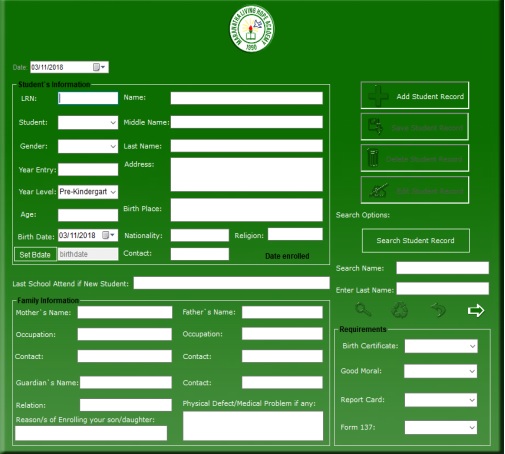 MARANATHA LIVING HOPE ACADEMY
1998
Date: 03/11/2018
Student`s Information
LRN:
Name:
Student:
Middle Name:
Gender:
Last Name:
Year Entry:
Address:
Year Level: Pre-Kindergart
Age:
Birth Place:
Birth Date: 03/11/2018
Nationality:
Religion:
Set Bdate
birthdate
Contact:
Date enrolled
Last School Attend if New Student:
Family Information
Mother`s Name:
Father`s Name:
Occupation:
Occupation:
Contact:
Contact:
Guardian`s Name:
Contact:
Relation:
Physical Defect/Medical Problem if any:
Reason/s of Enrolling your son/daughter:
Add Student Record
Save Student Record
Delete Student Record
Edit Student Record
Search Options:
Search Student Record
Search Name:
Enter Last Name:
Requirements
Birth Certificate:
Good Moral:
Report Card:
Form 137: